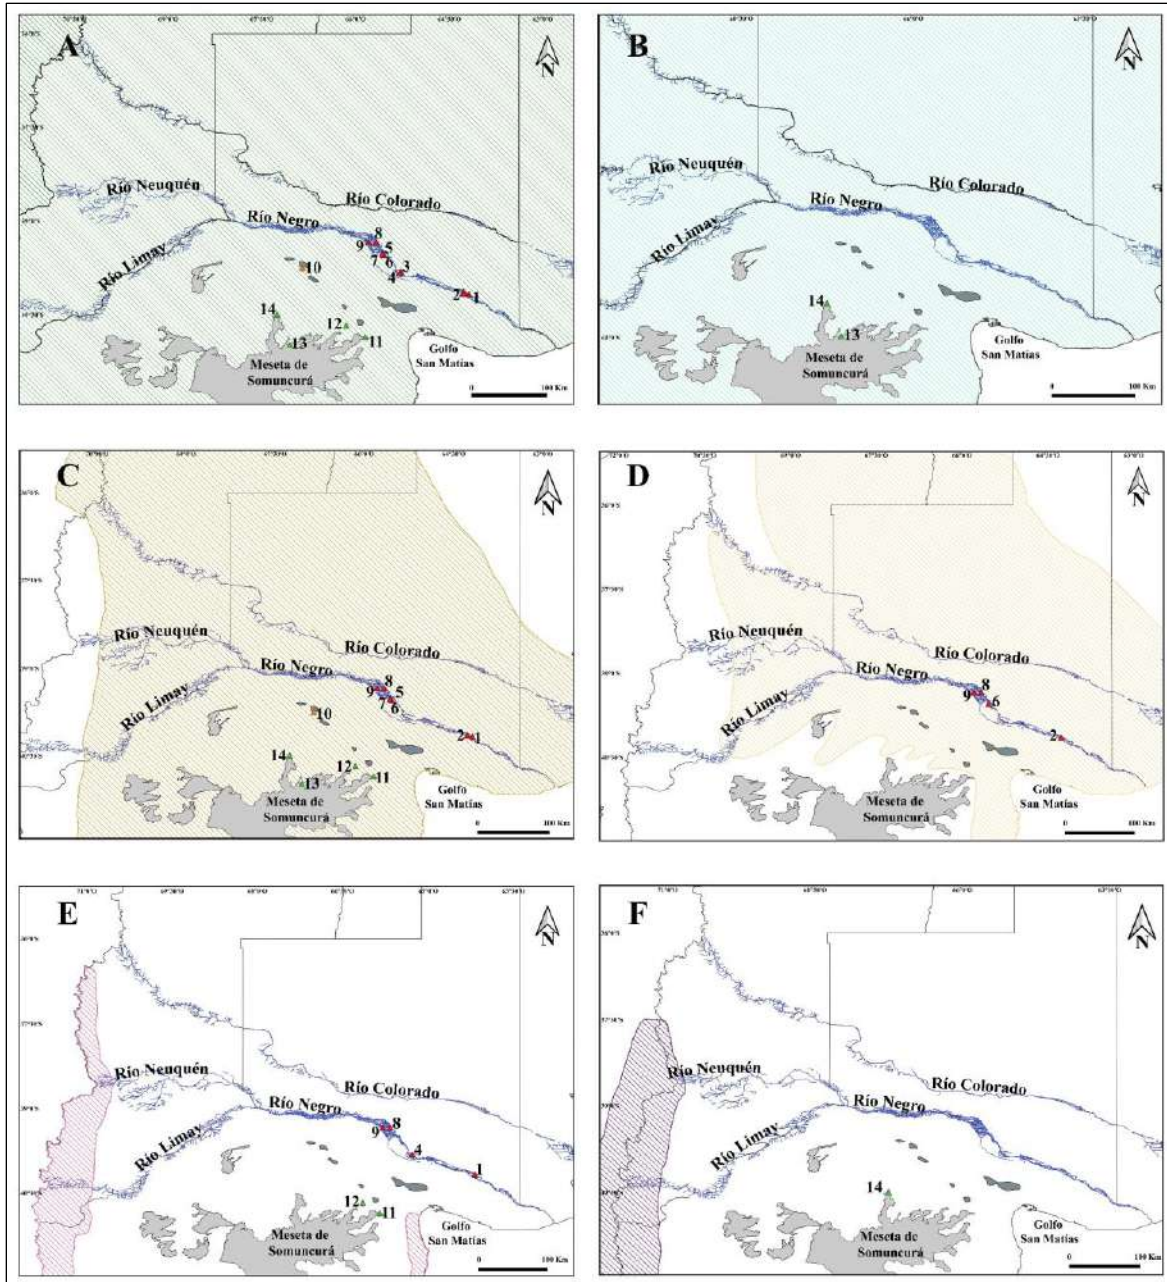 A
N
Río Neuquén
Río Colorado
Río Negro
Río Limay
8
9
5
7
6
3
4
10
2
1
14
12
13
11
Meseta de
Somuncurá
Golfo
San Matías
0
100 Km
B
N
Río Neuquén
Río Colorado
Río Negro
Río Limay
14
13
Meseta de
Somuncurá
Golfo
San Matías
0
100 Km
C
N
Río Neuquén
Río Colorado
Río Negro
Río Limay
8
9
5
7
6
10
2
1
14
12
13
11
Meseta de
Somuncurá
Golfo
San Matías
0
100 Km
D
N
Río Neuquén
Río Colorado
Río Negro
Río Limay
8
9
6
2
Meseta de
Somuncurá
Golfo
San Matías
0
100 Km
E
N
Río Neuquén
Río Colorado
Río Negro
Río Limay
8
9
4
1
12
11
Meseta de
Somuncurá
Golfo
San Matías
0
100 Km
F
N
Río Neuquén
Río Colorado
Río Negro
Río Limay
14
Meseta de
Somuncurá
Golfo
San Matías
0
100 Km